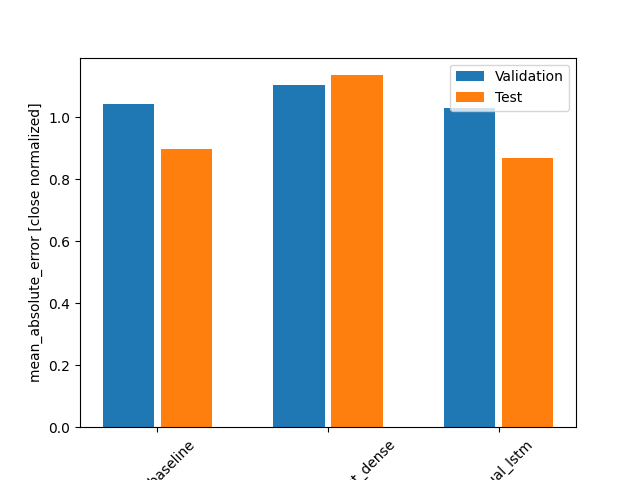 Validation
Test
mean_absolute_error [close normalized]
1.0
0.8
0.6
0.4
0.2
0.0
baseline
t_dense
ual_lstm